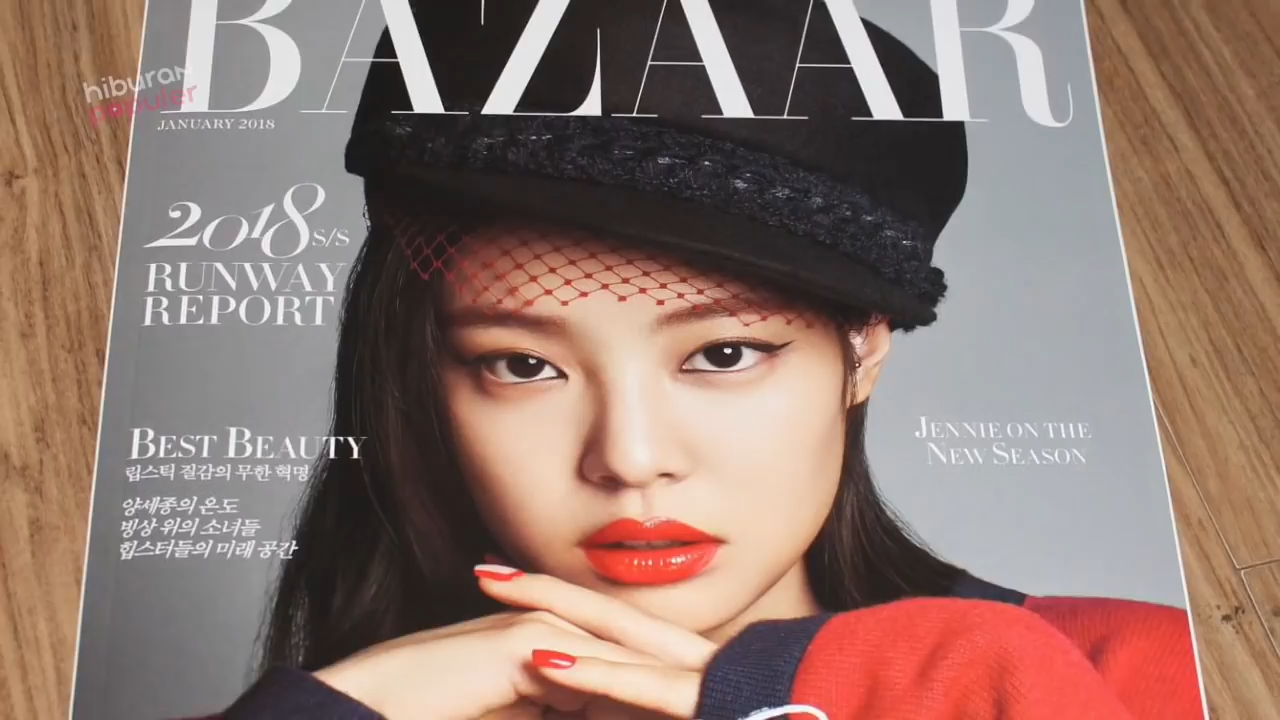 BAZAAR
hiburan
populer
JANUARY 2018
2018 S/S
RUNWAY
REPORT
BEST BEAUTY
립스틱 질감의 무한 혁명
양세종의 온도
빙상 위의 소녀들
힙스터들의 미래 공간
JENNIE ON THE
NEW SEASON